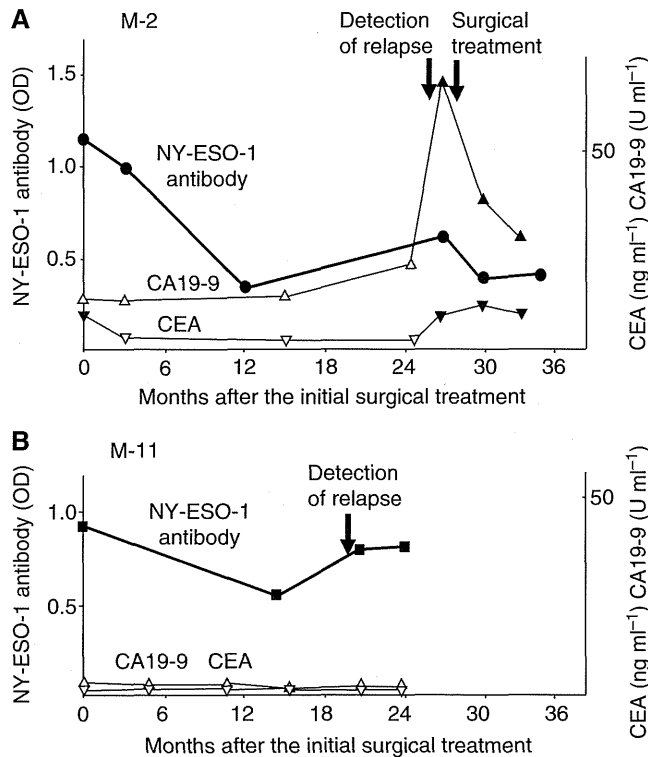 A
M-2
Detection
of relapse
Surgical
treatment
NY-ESO-1 antibody (OD)
1.5
1.0
0.5
NY-ESO-1
antibody
CA19-9
CEA
50
CEA (ng ml–1) CA19-9 (U ml–1)
0 6 12 18 24 30 36
Months after the initial surgical treatment
B
M-11
Detection
of relapse
NY-ESO-1 antibody (OD)
1.0
0.5
NY-ESO-1
antibody
CA19-9 CEA
50
CEA (ng ml–1) CA19-9 (U ml–1)
0 6 12 18 24 30 36
Months after the initial surgical treatment